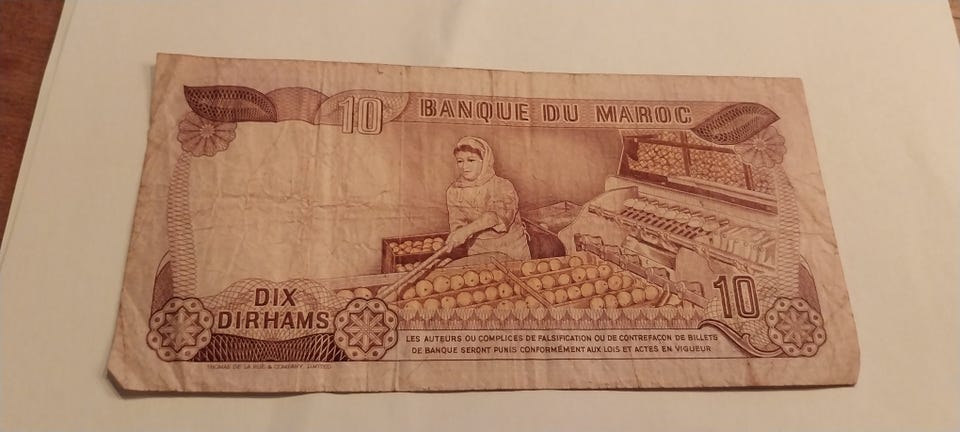 10 BANQUE DU MAROC
DIX
DIRHAMS
10
LES AUTEURS OU COMPLICES DE FALSIFICATION OU DE CONTREFAÇON DE BILLETS
DE BANQUE SERONT PUNIS CONFORMÉMENT AUX LOIS ET ACTES EN VIGUEUR
THOMAS DE LA RUE & COMPANY, LIMITED